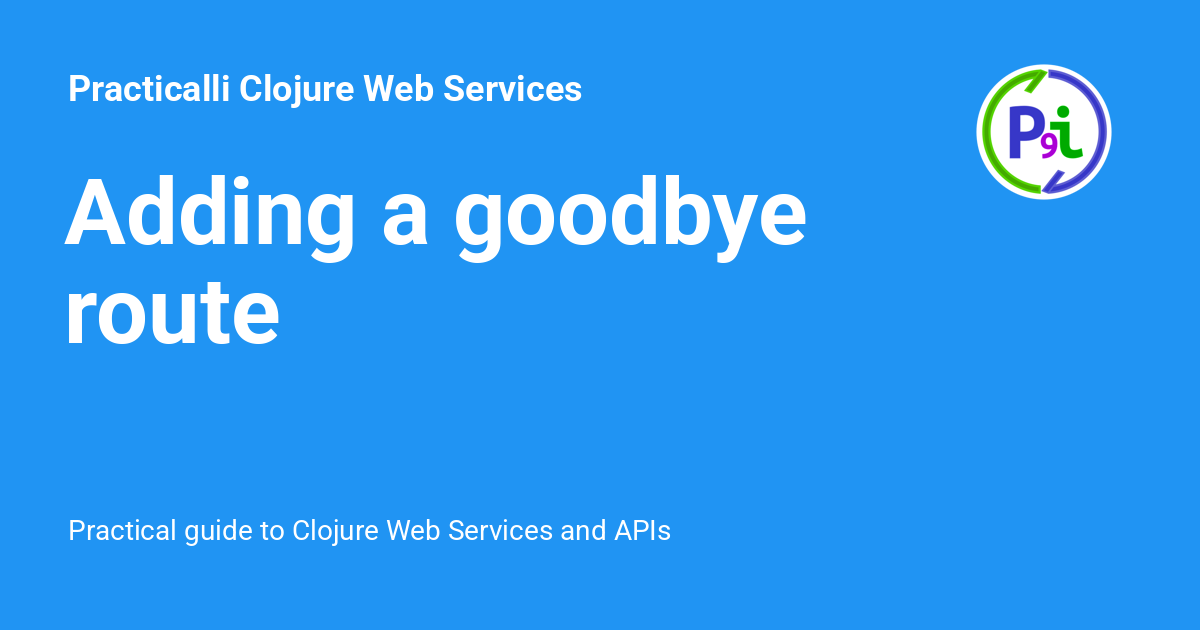 Practicalli Clojure Web Services
P9i
Adding a goodbye
route
Practical guide to Clojure Web Services and APIs